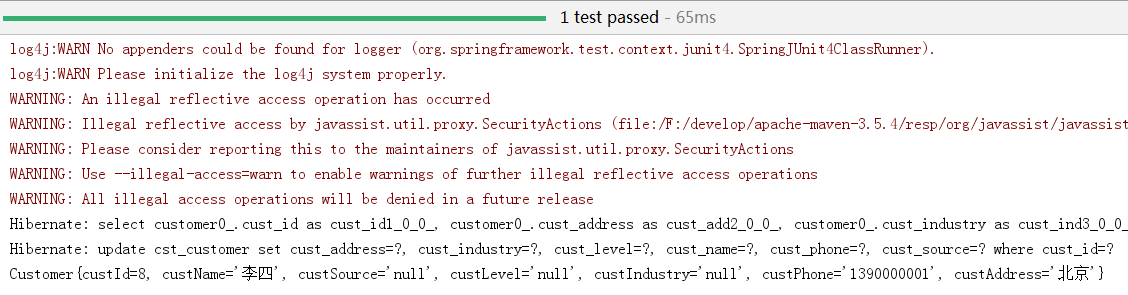 1 test passed - 65ms
log4j:WARN No appenders could be found for logger (org.springframework.test.context.junit4.SpringJUnit4ClassRunner).
log4j:WARN Please initialize the log4j system properly.
WARNING: An illegal reflective access operation has occurred
WARNING: Illegal reflective access by javassist.util.proxy.SecurityActions (file:/F:/develop/apache-maven-3.5.4/resp/org/javassist/javassist
WARNING: Please consider reporting this to the maintainers of javassist.util.proxy.SecurityActions
WARNING: Use --illegal-access=warn to enable warnings of further illegal reflective access operations
WARNING: All illegal access operations will be denied in a future release
Hibernate: select customer0_.cust_id as cust_id1_0_0_, customer0_.cust_address as cust_add2_0_0_, customer0_.cust_industry as cust_ind3_0_0_
Hibernate: update cst_customer set cust_address=?, cust_industry=?, cust_level=?, cust_name=?, cust_phone=?, cust_source=? where cust_id=?
Customer{custId=8, custName='李四', custSource='null', custLevel='null', custIndustry='null', custPhone='1390000001', custAddress='北京'}